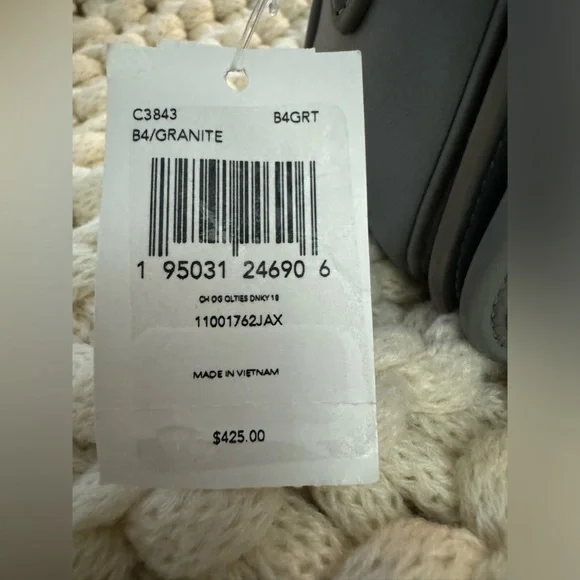 C3843 B4GRT
B4/GRANITE
1 95031 24690 6
CH OG QLTIES DNKY 18
11001762JAX
MADE IN VIETNAM
$425.00